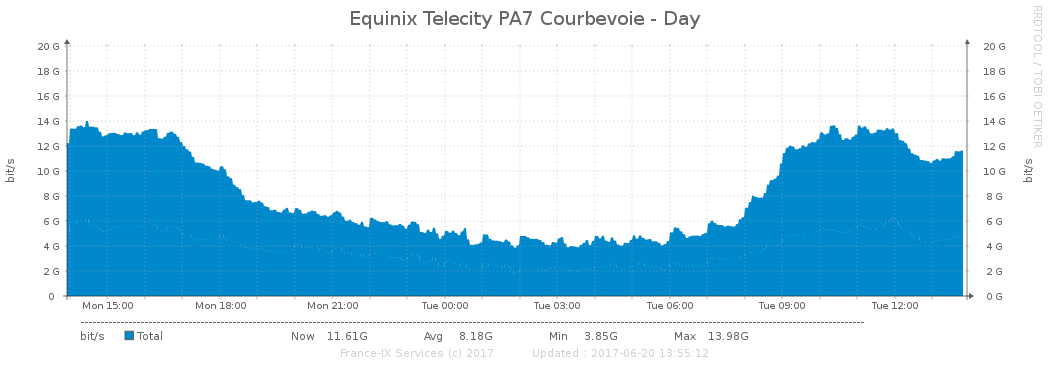 Equinix Telecity PA7 Courbevoie - Day
RRDTOOL / TOBI OETIKER
bit/s
20 G
18 G
16 G
14 G
12 G
10 G
8 G
6 G
4 G
2 G
0
20 G
18 G
16 G
14 G
12 G
10 G
8 G
6 G
4 G
2 G
0 G
bit/s
Mon 15:00 Mon 18:00 Mon 21:00 Tue 00:00 Tue 03:00 Tue 06:00 Tue 09:00 Tue 12:00
bit/s Total Now 11.61G Avg 8.18G Min 3.85G Max 13.98G
France-IX Services (c) 2017 Updated : 2017-06-20 13:55:12